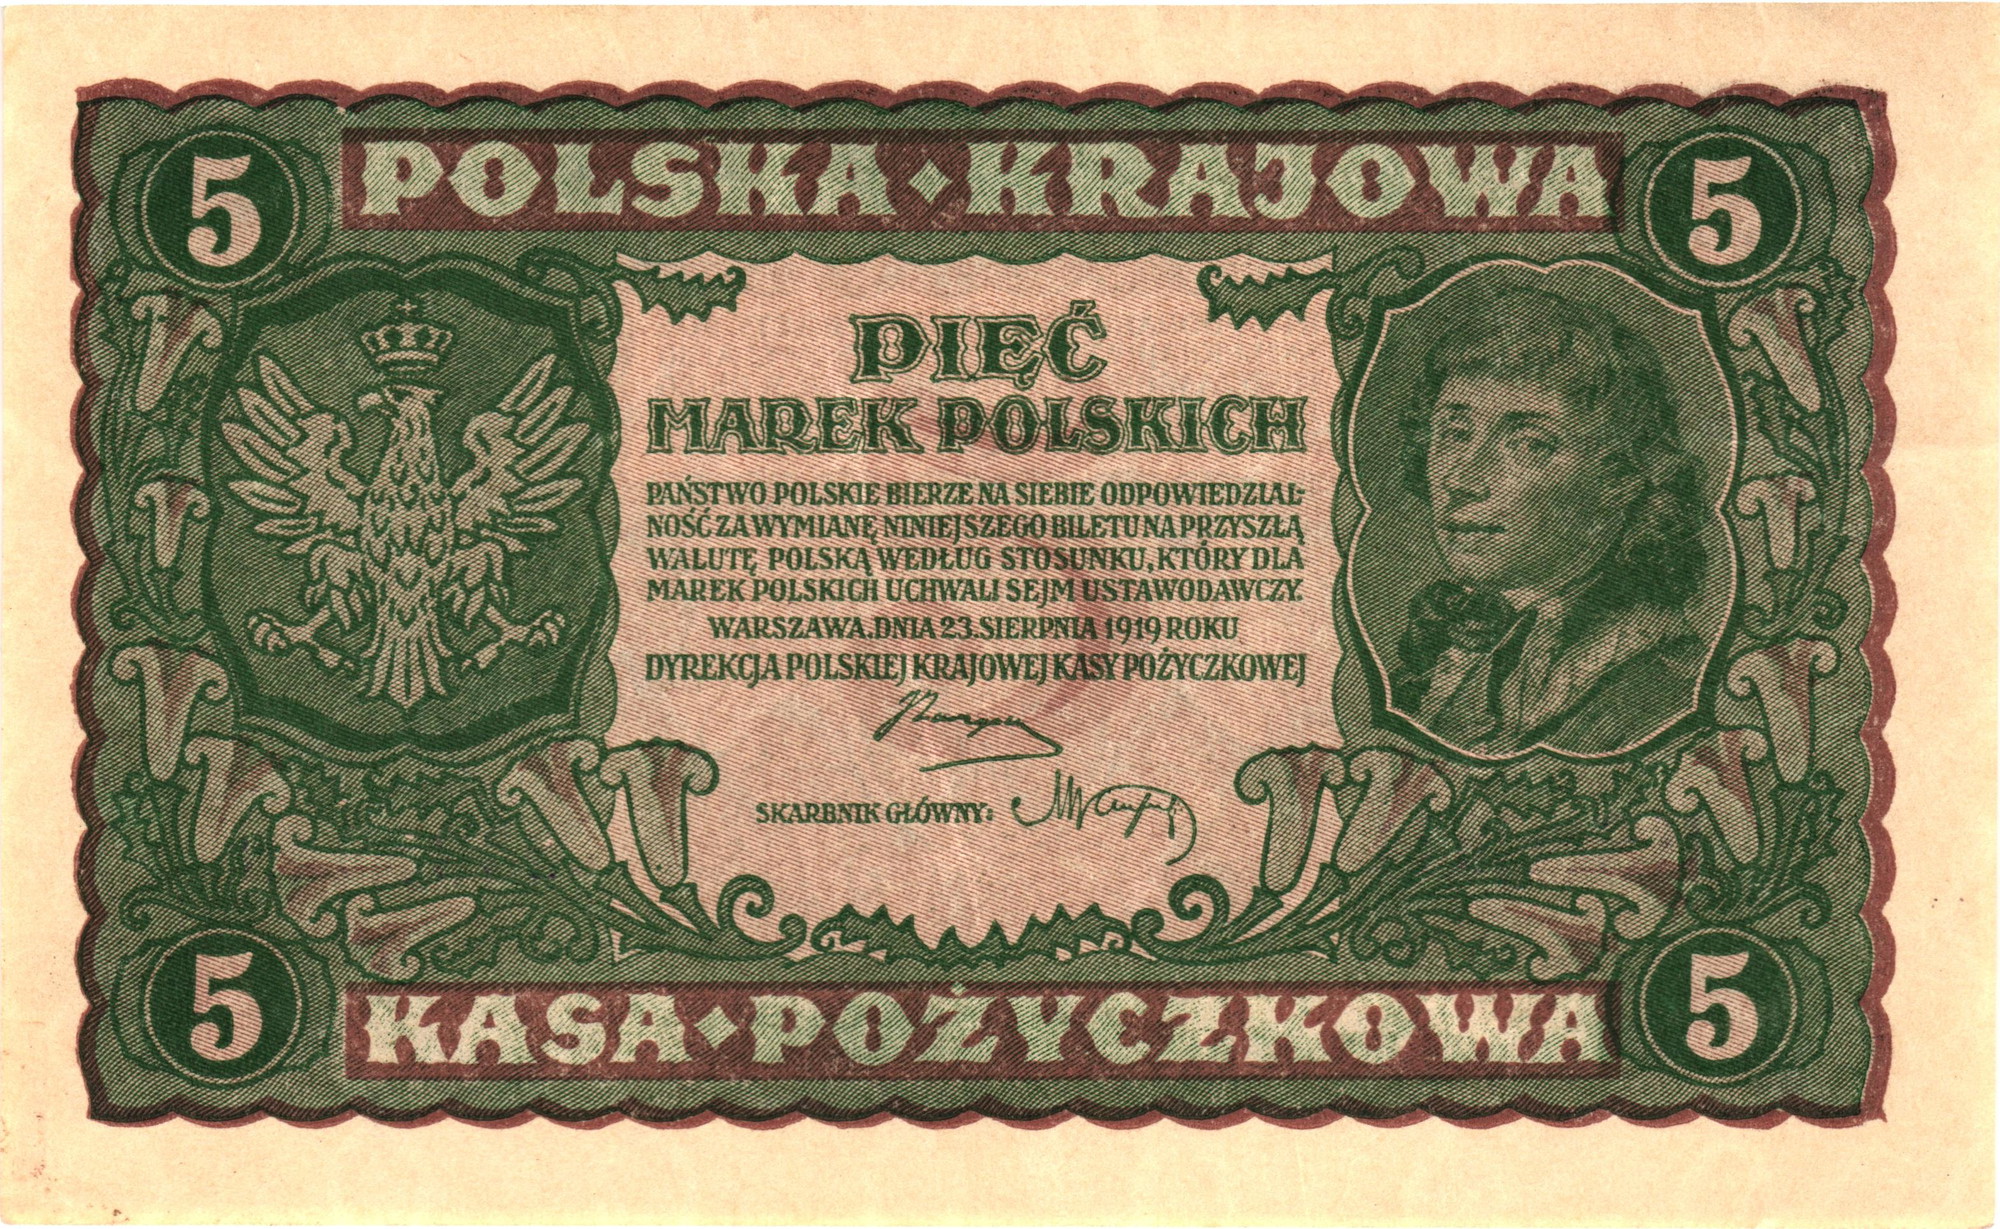 5 POLSKA KRAJOWA 5
PIĘĆ
MAREK POLSKICH
PAŃSTWO POLSKIE BIERZE NA SIEBIE ODPOWIEDZIAL-
NOŚĆ ZA WYMIANĘ NINIEJSZEGO BILETU NA PRZYSZŁĄ
WALUTĘ POLSKĄ WEDŁUG STOSUNKU, KTÓRY DLA
MAREK POLSKICH UCHWALI SEJM USTAWODAWCZY.
WARSZAWA, DNIA 23. SIERPNIA 1919 ROKU
DYREKCJA POLSKIEJ KRAJOWEJ KASY POŻYCZKOWEJ
SKARBNIK GŁÓWNY:
5 KASA POŻYCZKOWA 5